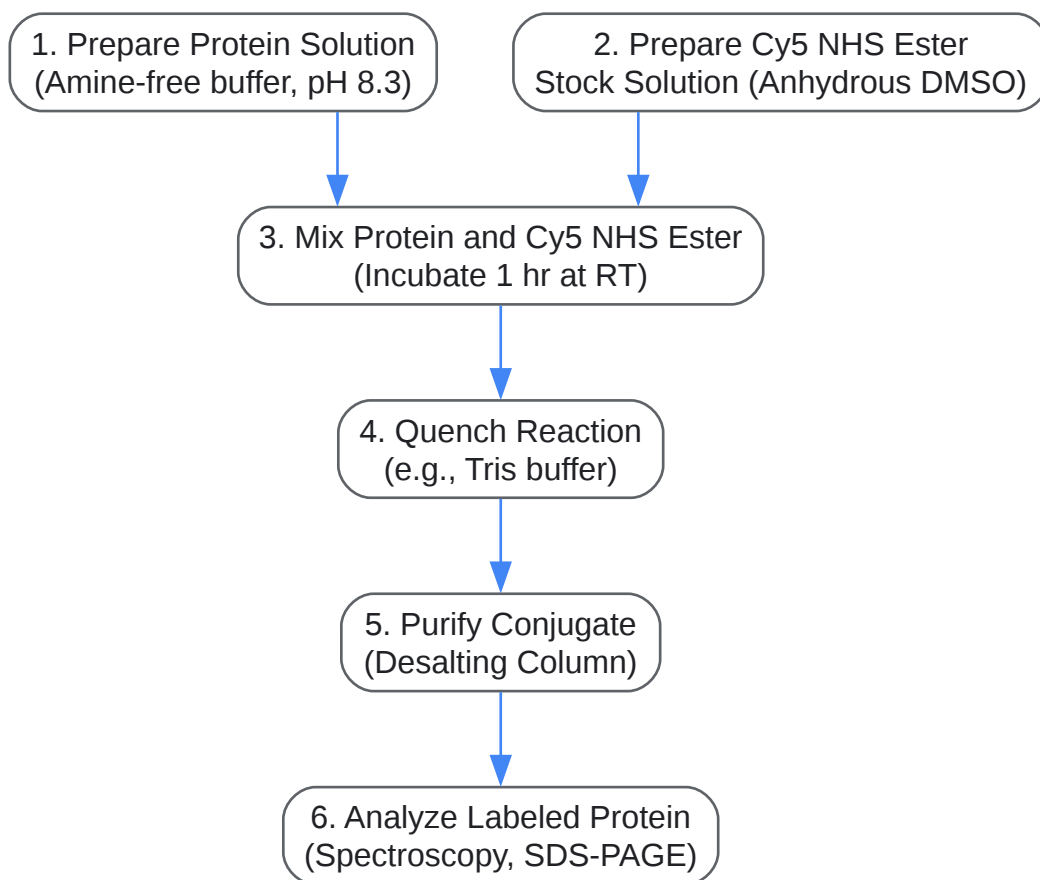 1. Prepare Protein Solution
(Amine-free buffer, pH 8.3)
2. Prepare Cy5 NHS Ester
Stock Solution (Anhydrous DMSO)
3. Mix Protein and Cy5 NHS Ester
(Incubate 1 hr at RT)
4. Quench Reaction
(e.g., Tris buffer)
5. Purify Conjugate
(Desalting Column)
6. Analyze Labeled Protein
(Spectroscopy, SDS-PAGE)